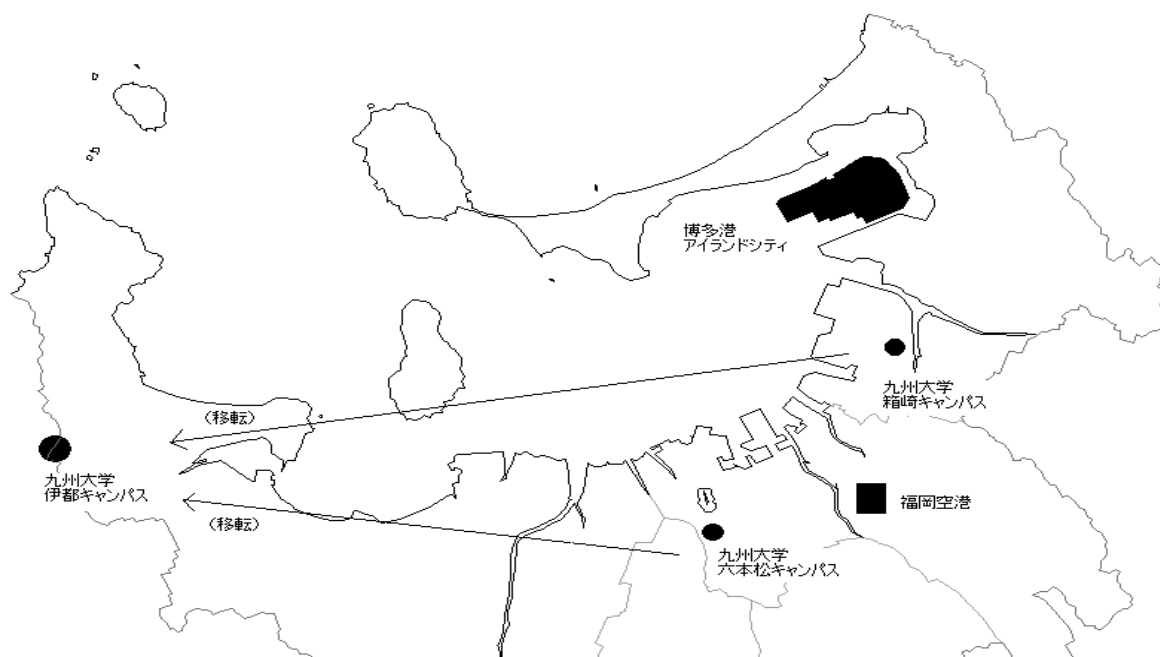 博多港
アイランドシティ
九州大学
箱崎キャンパス
（移転）
九州大学
伊都キャンパス
福岡空港
（移転）
九州大学
六本松キャンパス